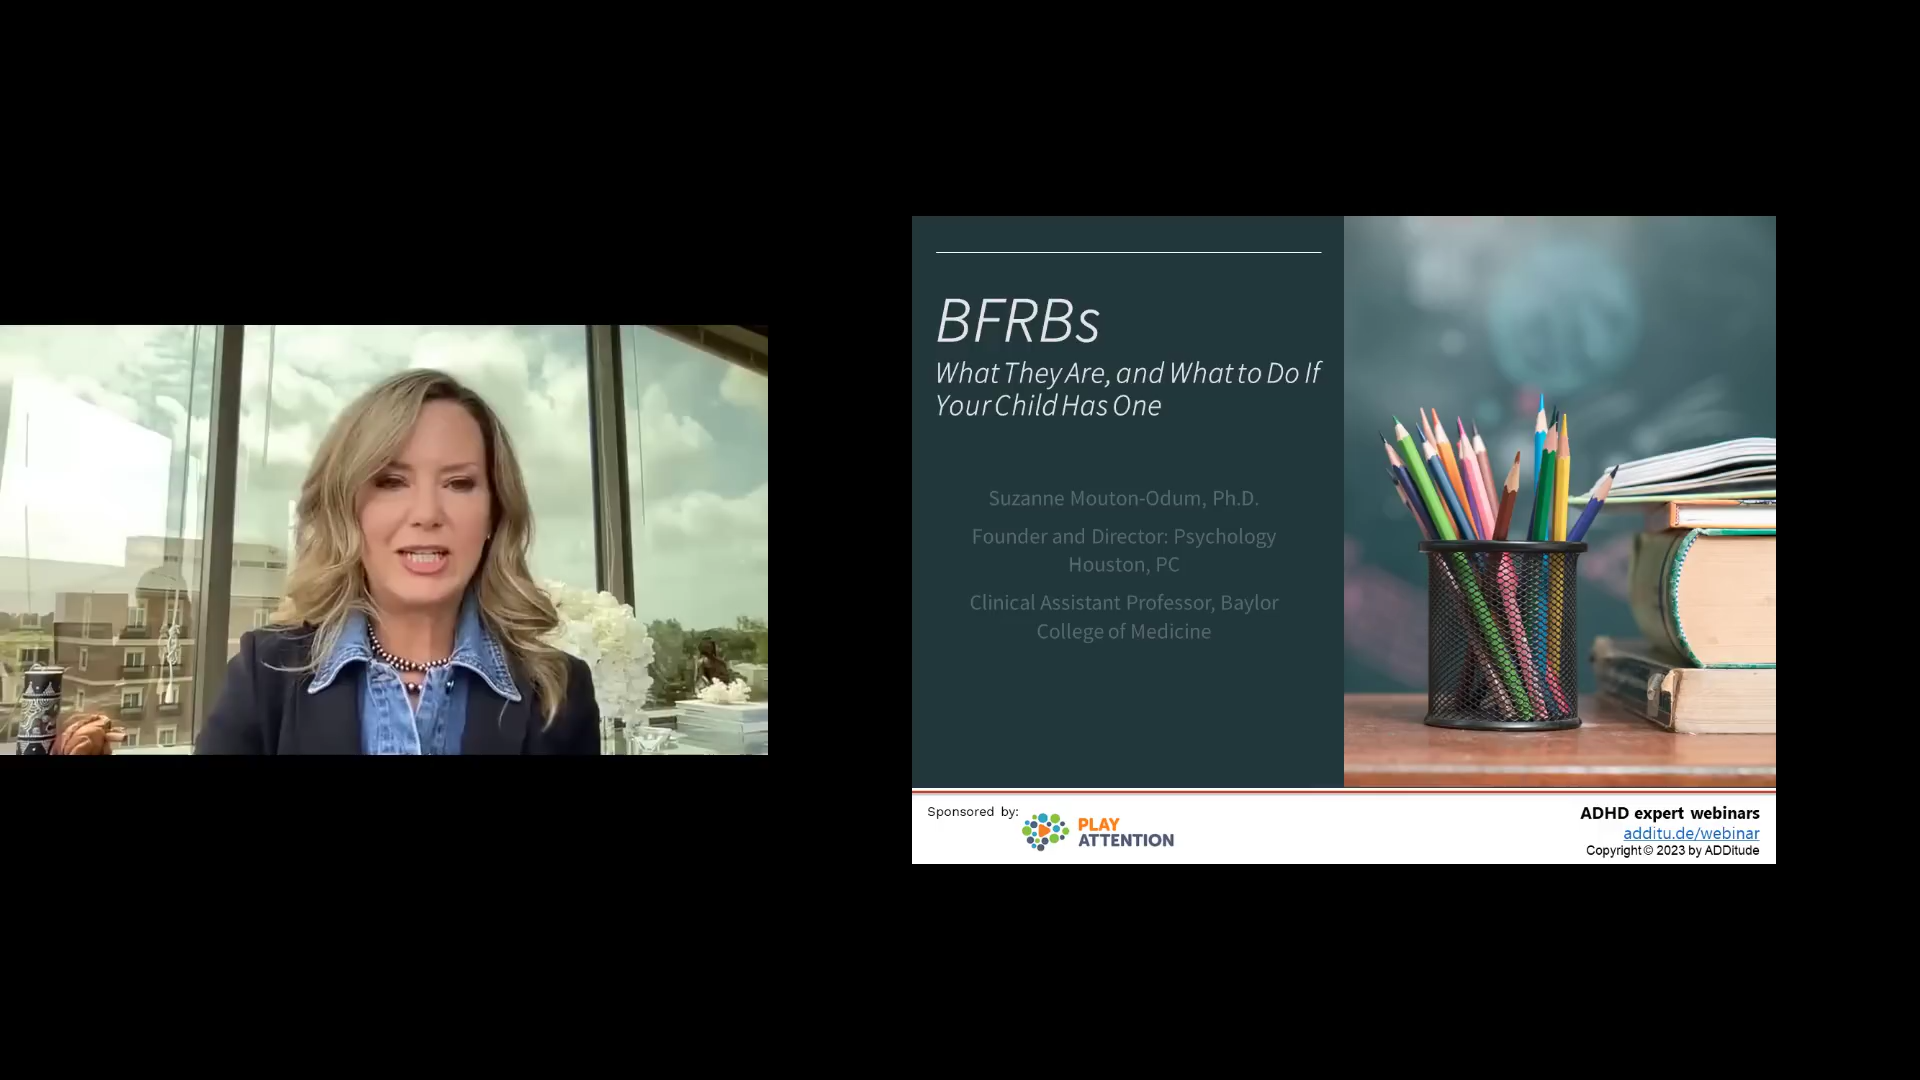 BFRBs
What They Are, and What to Do If
Your Child Has One
Suzanne Mouton-Odum, Ph.D.
Founder and Director: Psychology
Houston, PC
Clinical Assistant Professor, Baylor
College of Medicine
Sponsored by:
PLAY
ATTENTION
ADHD expert webinars
additu.de/webinar
Copyright © 2023 by ADDitude